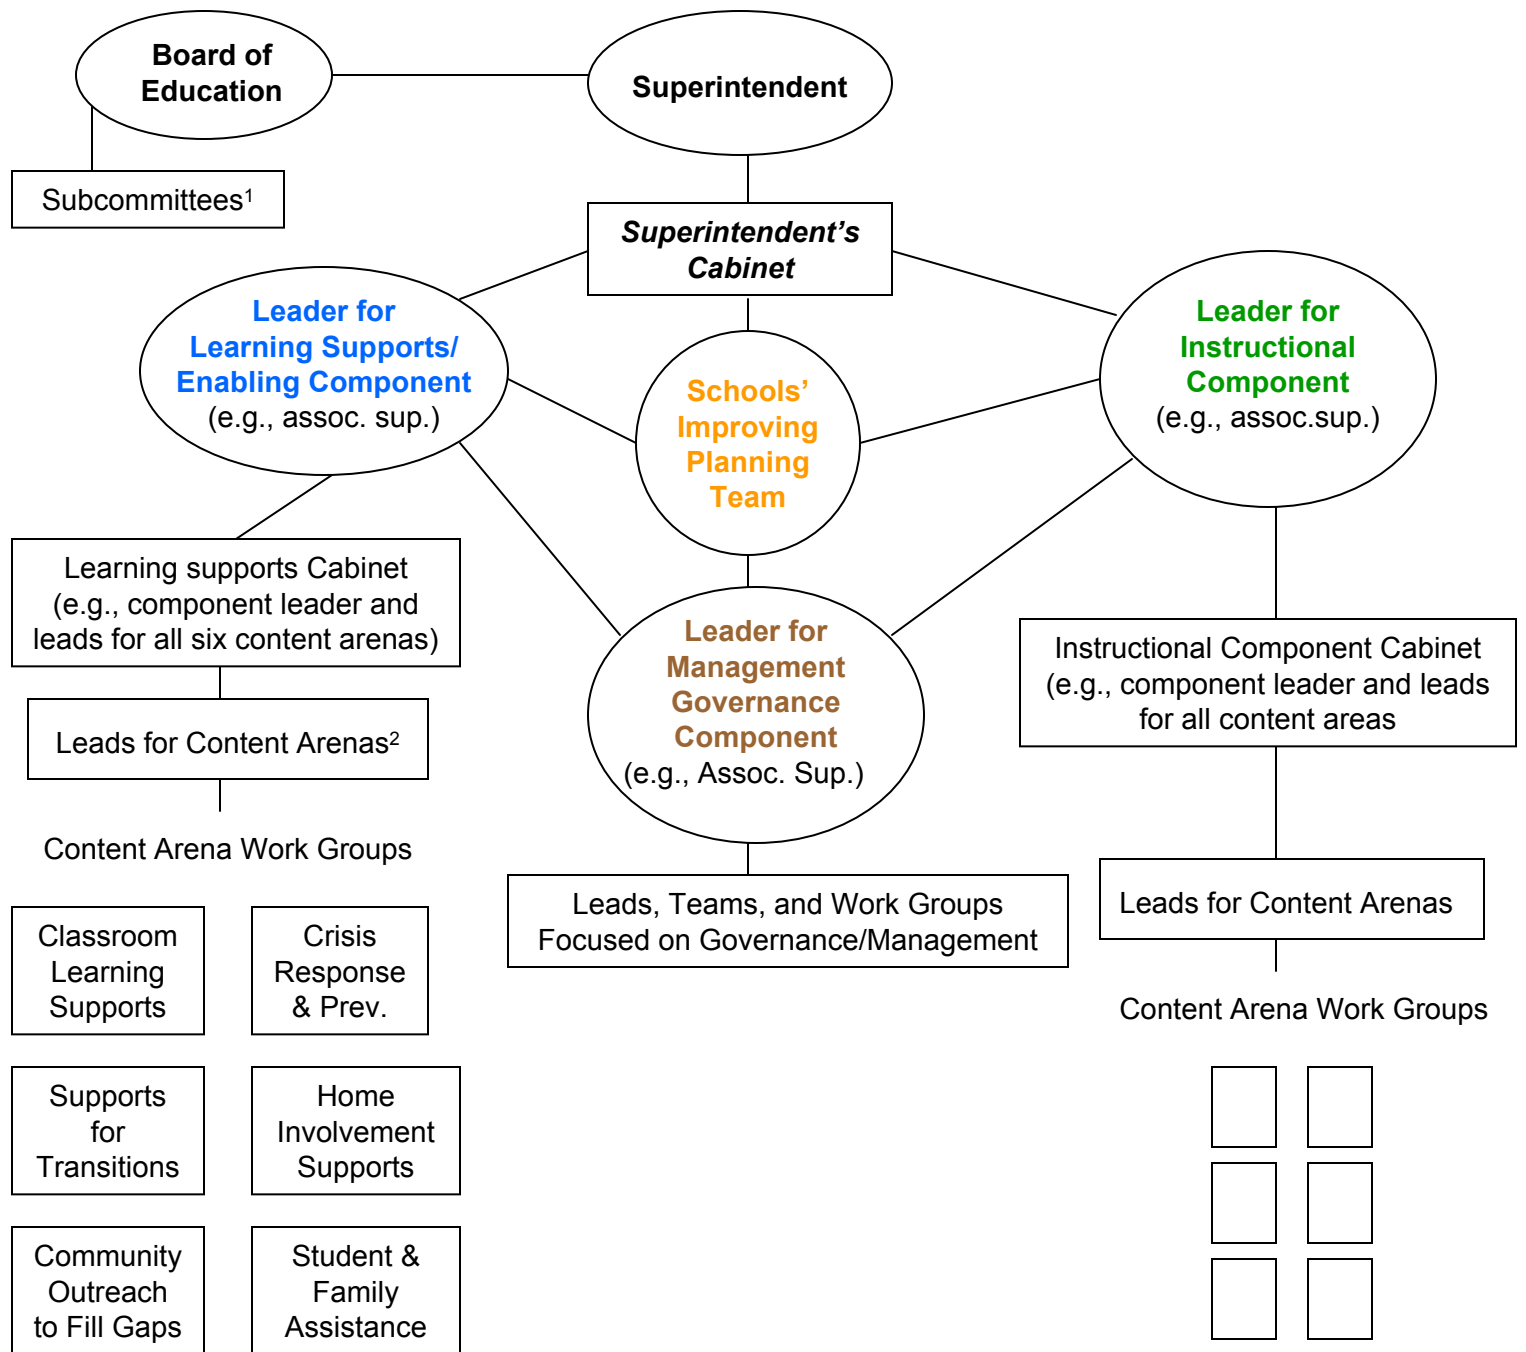 Board of
Education
Superintendent
Subcommittees¹
Superintendent’s
Cabinet
Leader for
Learning Supports/
Enabling Component
(e.g., assoc. sup.)
Schools’
Improving
Planning
Team
Leader for
Instructional
Component
(e.g., assoc.sup.)
Learning supports Cabinet
(e.g., component leader and
leads for all six content arenas)
Leader for
Management
Governance
Component
(e.g., Assoc. Sup.)
Instructional Component Cabinet
(e.g., component leader and leads
for all content areas
Leads for Content Arenas²
Content Arena Work Groups
Leads, Teams, and Work Groups
Focused on Governance/Management
Leads for Content Arenas
Content Arena Work Groups
Classroom
Learning
Supports
Crisis
Response
& Prev.
Supports
for
Transitions
Home
Involvement
Supports
Community
Outreach
to Fill Gaps
Student &
Family
Assistance